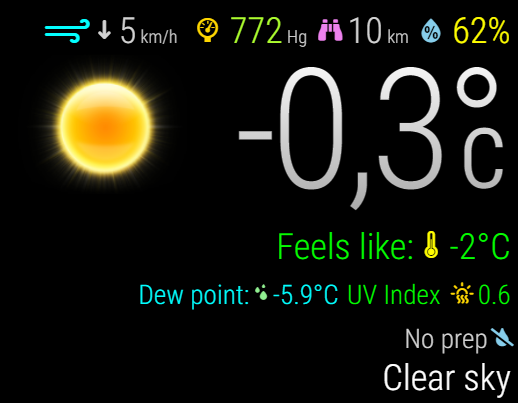 5 km/h 772 Hg 10 km % 62%
-0,3°C
Feels like: -2°C
Dew point: -5.9°C UV Index 0.6
No prep
Clear sky